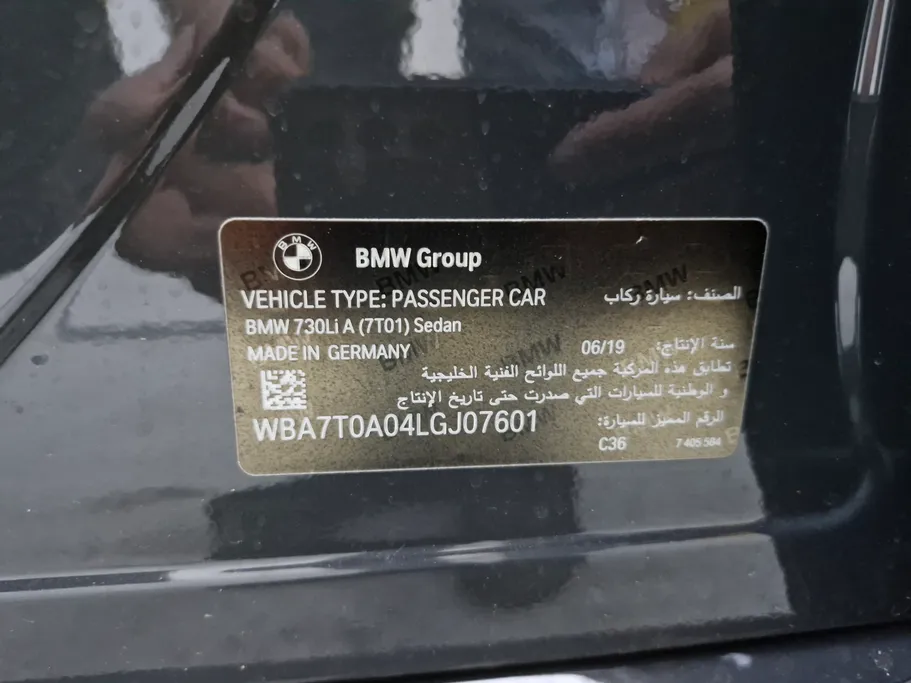 BMW
BMW Group
VEHICLE TYPE: PASSENGER CAR الصنف: سيارة ركاب
BMW 730Li A (7T01) Sedan
MADE IN GERMANY 06/19 سنة الإنتاج:
تطابق هذه المركبة جميع اللوائح الفنية الخليجية
و الوطنية للسيارات التي صدرت حتى تاريخ الإنتاج
WBA7T0A04LGJ07601 الرقم المميز للسيارة:
C36 7 405 584